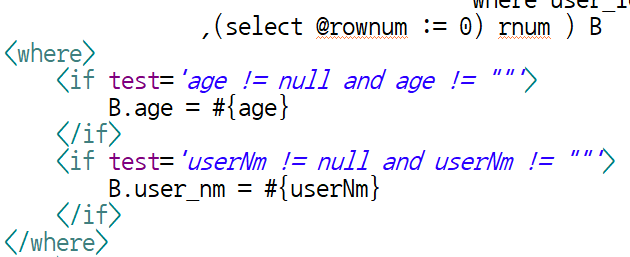 where user_i
,(select @rownum := 0) rnum ) B
<where>
<if test='age != null and age != ""'>
B.age = #{age}
</if>
<if test='userNm != null and userNm != ""'>
B.user_nm = #{userNm}
</if>
</where>